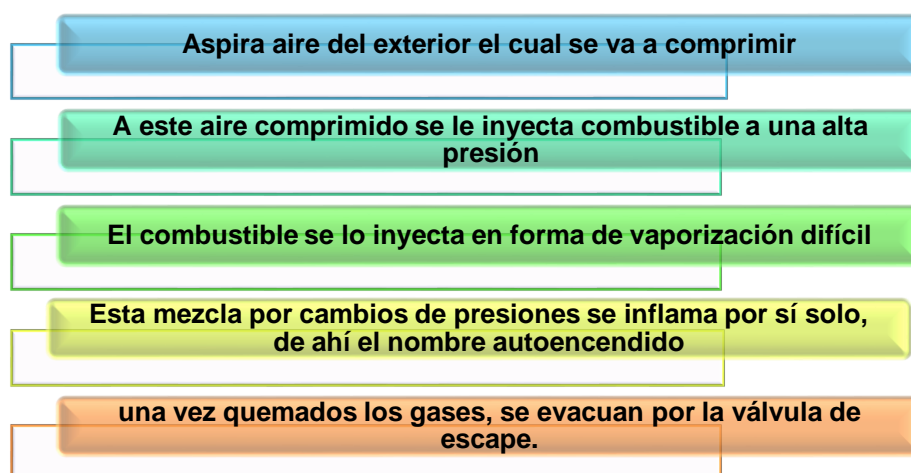 Aspira aire del exterior el cual se va a comprimir
A este aire comprimido se le inyecta combustible a una alta
presión
El combustible se lo inyecta en forma de vaporización difícil
Esta mezcla por cambios de presiones se inflama por sí solo,
de ahí el nombre autoencendido
una vez quemados los gases, se evacuan por la válvula de
escape.